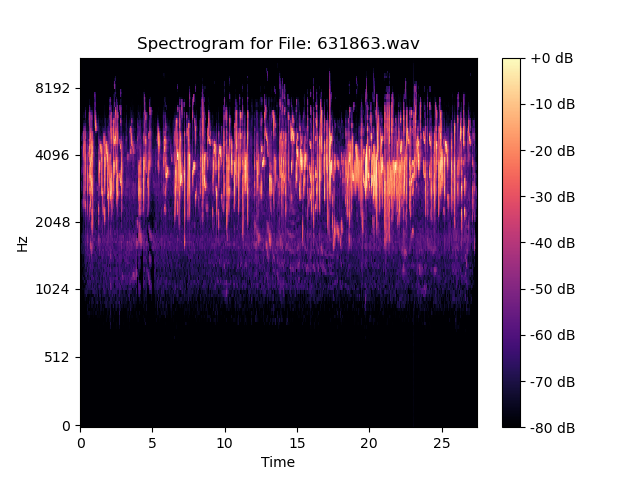 Spectrogram for File: 631863.wav
+0 dB
8192
-10 dB
4096
-20 dB
-30 dB
2048
Hz
-40 dB
1024
-50 dB
-60 dB
512
-70 dB
0
-80 dB
0 5 10 15 20 25
Time